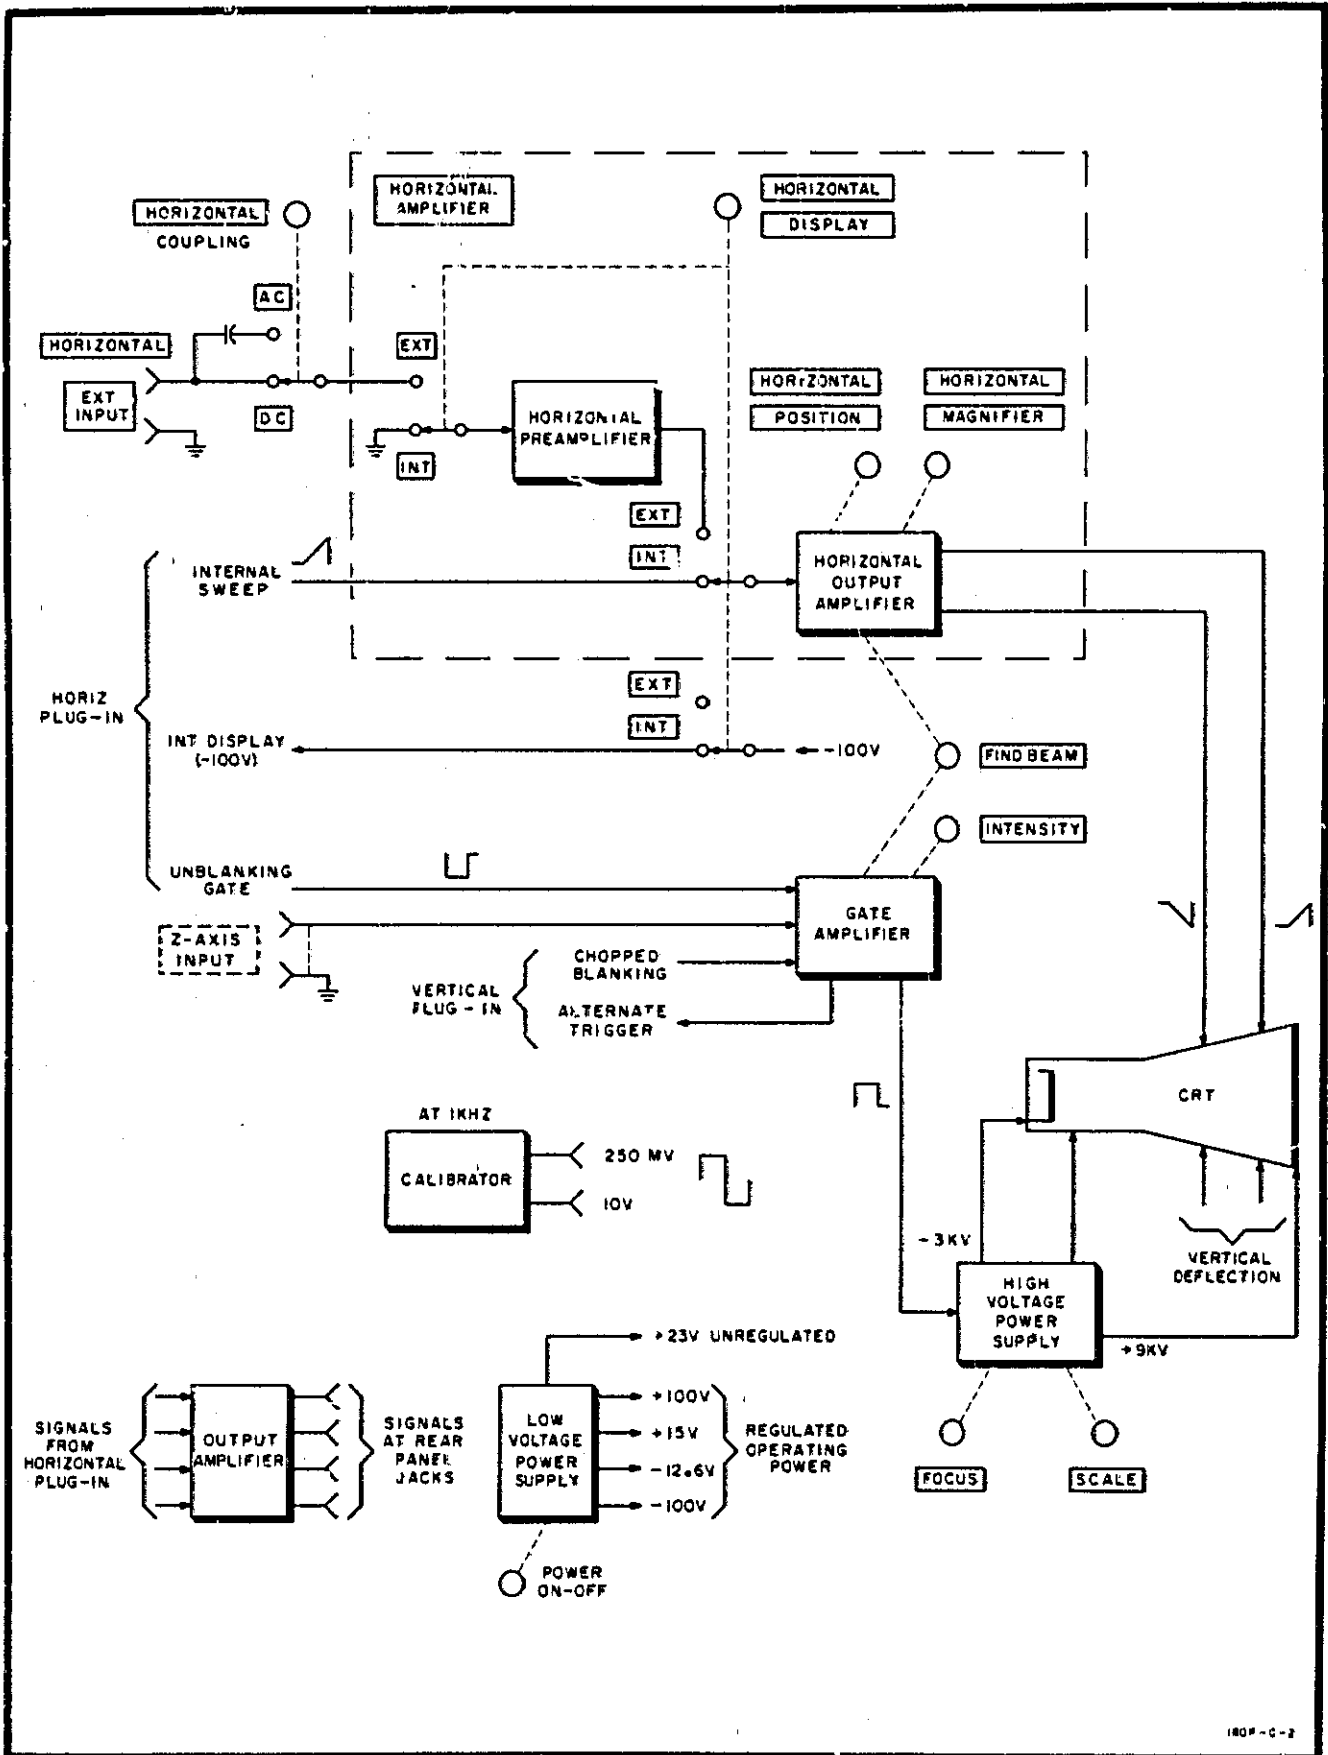 HORIZONTAL
AMPLIFIER
HORIZONTAL
DISPLAY
HORIZONTAL
COUPLING
AC
HORIZONTAL
EXT
INPUT
DC
EXT
INT
HORIZONTAL
PREAMPLIFIER
HORIZONTAL
POSITION
HORIZONTAL
MAGNIFIER
EXT
INT
INTERNAL
SWEEP
HORIZONTAL
OUTPUT
AMPLIFIER
HORIZ
PLUG-IN
EXT
INT
INT DISPLAY
(-100V)
-100V
FIND BEAM
INTENSITY
UNBLANKING
GATE
GATE
AMPLIFIER
Z-AXIS
INPUT
VERTICAL
PLUG-IN
CHOPPED
BLANKING
ALTERNATE
TRIGGER
CRT
AT 1KHZ
CALIBRATOR
250 MV
10V
-3KV
VERTICAL
DEFLECTION
HIGH
VOLTAGE
POWER
SUPPLY
+9KV
+23V UNREGULATED
SIGNALS
FROM
HORIZONTAL
PLUG-IN
OUTPUT
AMPLIFIER
SIGNALS
AT REAR
PANEL
JACKS
LOW
VOLTAGE
POWER
SUPPLY
+100V
+15V
-12.6V
-100V
REGULATED
OPERATING
POWER
FOCUS
SCALE
POWER
ON-OFF